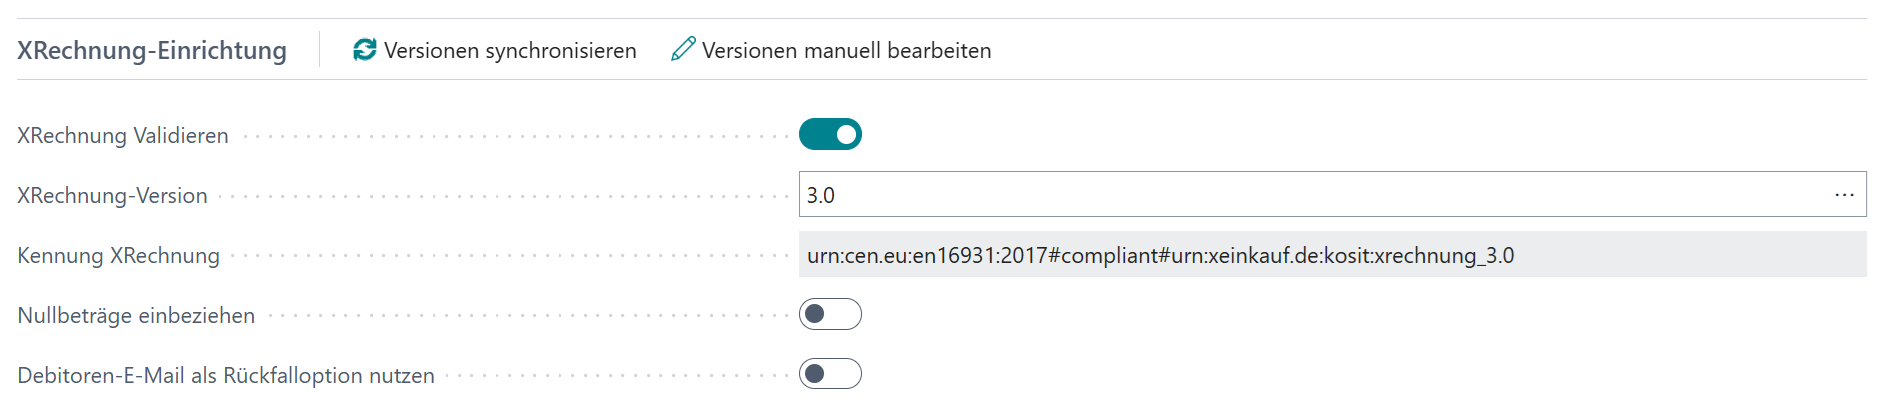 XRechnung-Einrichtung Versionen synchronisieren Versionen manuell bearbeiten
XRechnung Validieren
XRechnung-Version 3.0 ...
Kennung XRechnung urn:cen.eu:en16931:2017#compliant#urn:xeinkauf.de:kosit:xrechnung_3.0
Nullbeträge einbeziehen
Debitoren-E-Mail als Rückfalloption nutzen